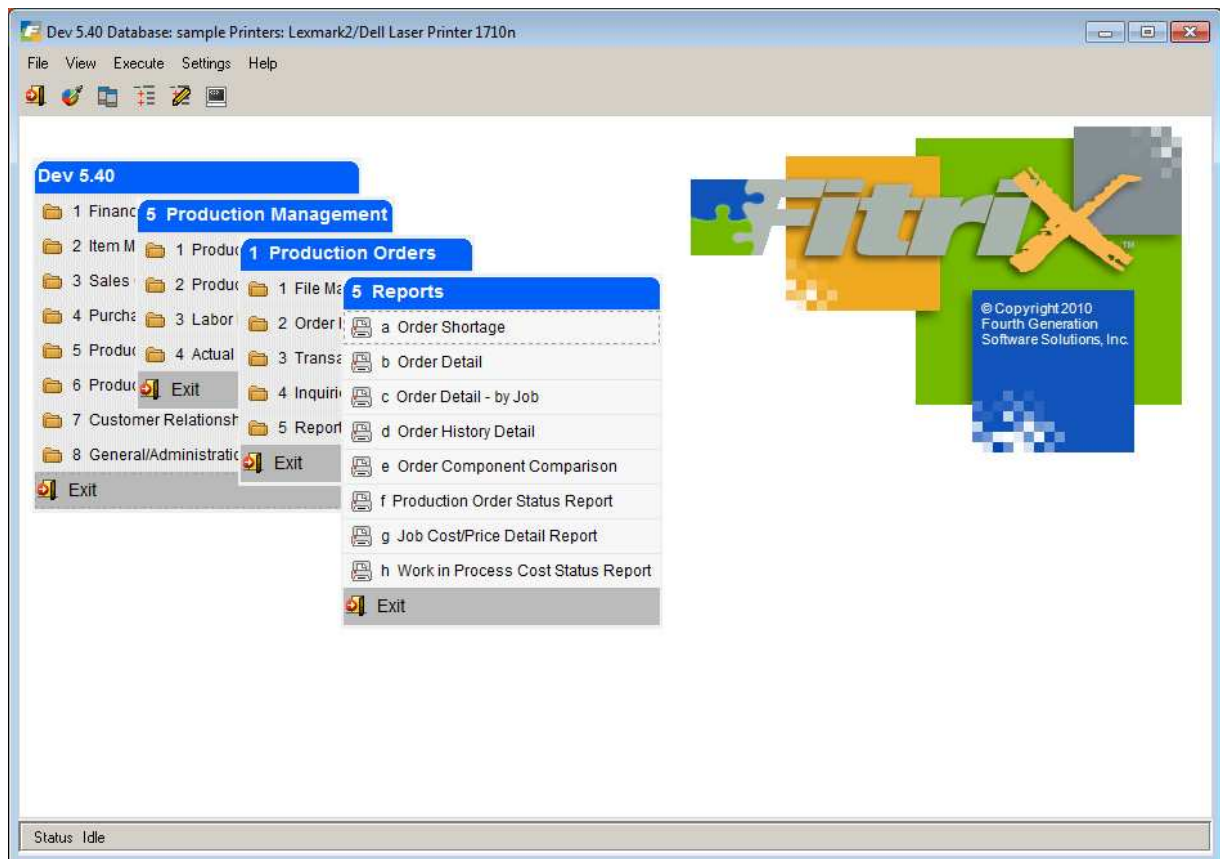 Dev 5.40 Database: sample Printers: Lexmark2/Dell Laser Printer 1710n
File View Execute Settings Help
Dev 5.40
1 Financ
2 Item M
3 Sales
4 Purcha
5 Produc
6 Produc
7 Customer Relationsh
8 General/Administratio
Exit
5 Production Management
1 Produc
2 Produc
3 Labor
4 Actual
Exit
1 Production Orders
1 File Ma
2 Order
3 Transa
4 Inquiri
5 Report
Exit
5 Reports
a Order Shortage
b Order Detail
c Order Detail - by Job
d Order History Detail
e Order Component Comparison
f Production Order Status Report
g Job Cost/Price Detail Report
h Work in Process Cost Status Report
Exit
FitriX
TM
© Copyright 2010
Fourth Generation
Software Solutions, Inc.
Status Idle